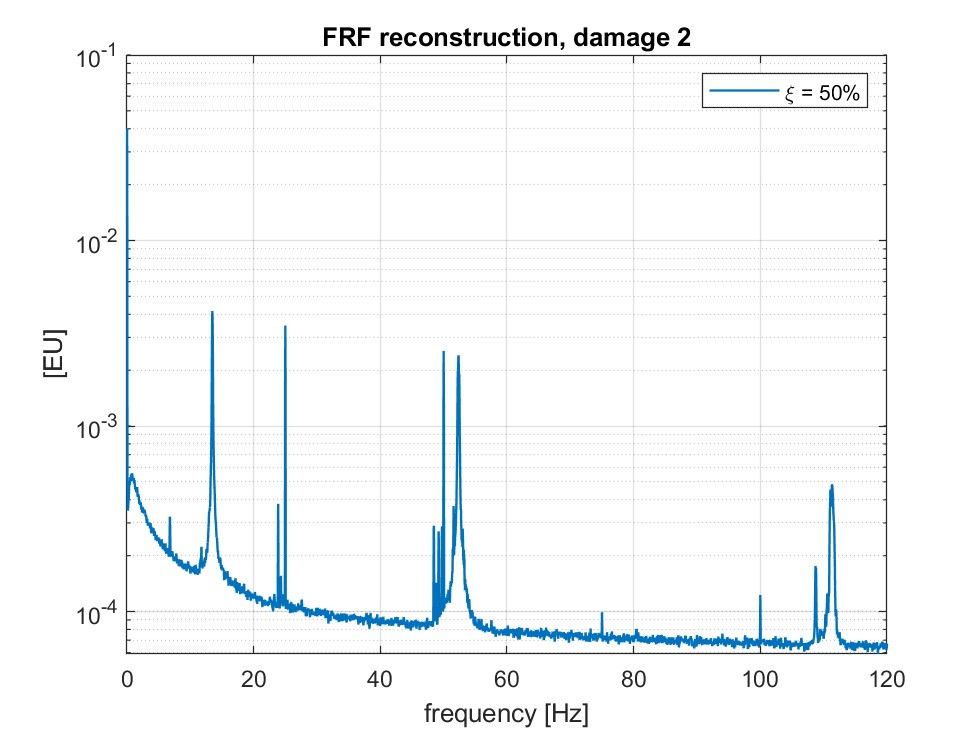 FRF reconstruction, damage 2
ξ = 50%
10^-1
10^-2
10^-3
10^-4
[EU]
0 20 40 60 80 100 120
frequency [Hz]